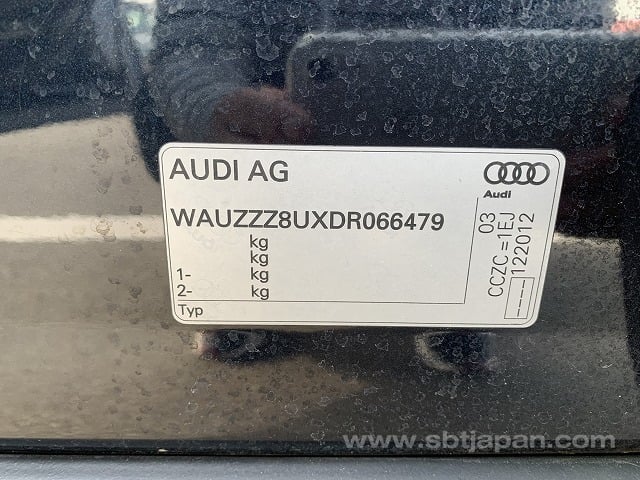 AUDI AG
Audi
WAUZZZ8UXDR066479
kg
kg
1- kg
2- kg
Typ
03
CCZC =1EJ
122012
www.sbtjapan.com